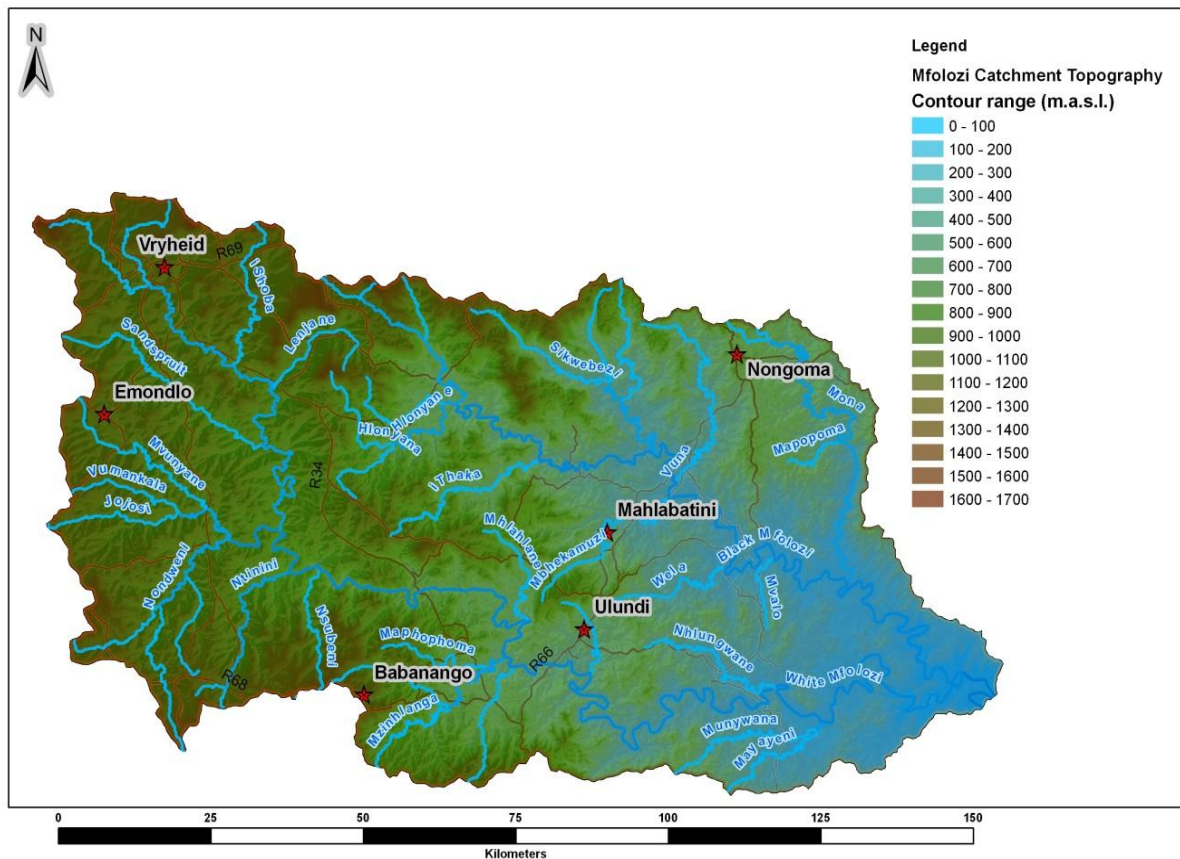 N
Legend
Mfolozi Catchment Topography
Contour range (m.a.s.l.)
0 - 100
100 - 200
200 - 300
300 - 400
400 - 500
500 - 600
600 - 700
700 - 800
800 - 900
900 - 1000
1000 - 1100
1100 - 1200
1200 - 1300
1300 - 1400
1400 - 1500
1500 - 1600
1600 - 1700
Vryheid
R69
iShoba
Lenjane
Sandspruit
Sikwebezi
Nongoma
Mona
Emondlo
Hlonyane
Hlonyana
Mapopoma
Mvunyane
Vumankala
Jojosi
R34
iThaka
Vuna
Mahlabatini
Mhlahlane
Mbhekamuzi
Black Mfolozi
Wela
Mvalo
Nondweni
Ntinini
Nsubeni
Ulundi
Maphophoma
Nhlungwane
R66
White Mfolozi
R68
Babanango
Mzinhlanga
Munywana
Mayayeni
0 25 50 75 100 125 150
Kilometers